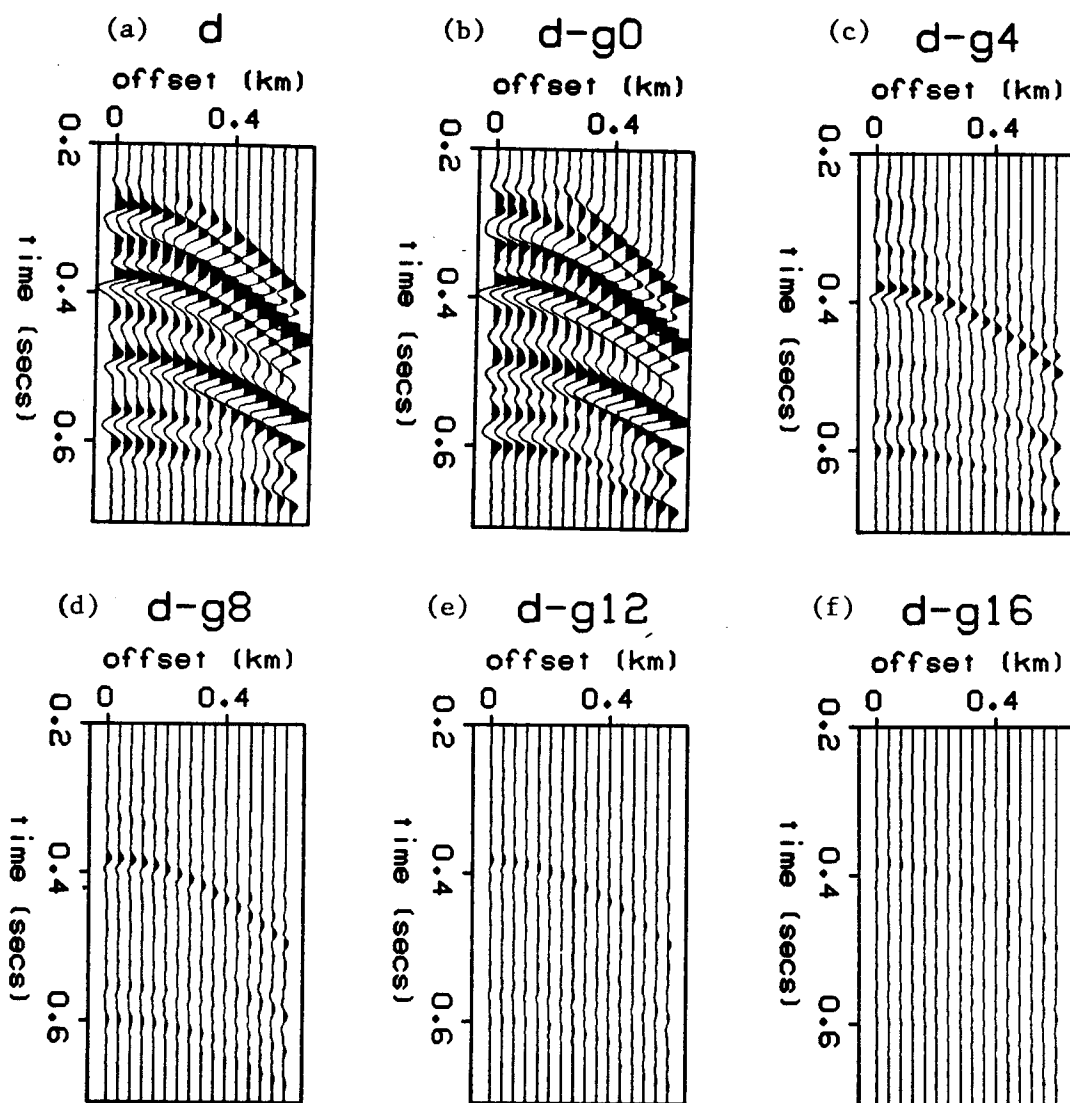 (a) d
offset (km)
0 0.4
0.2
0.4
0.6
time (secs)
(b) d-g0
offset (km)
0 0.4
0.2
0.4
0.6
time (secs)
(c) d-g4
offset (km)
0 0.4
0.2
0.4
0.6
time (secs)
(d) d-g8
offset (km)
0 0.4
0.2
0.4
0.6
time (secs)
(e) d-g12
offset (km)
0 0.4
0.2
0.4
0.6
time (secs)
(f) d-g16
offset (km)
0 0.4
0.2
0.4
0.6
time (secs)